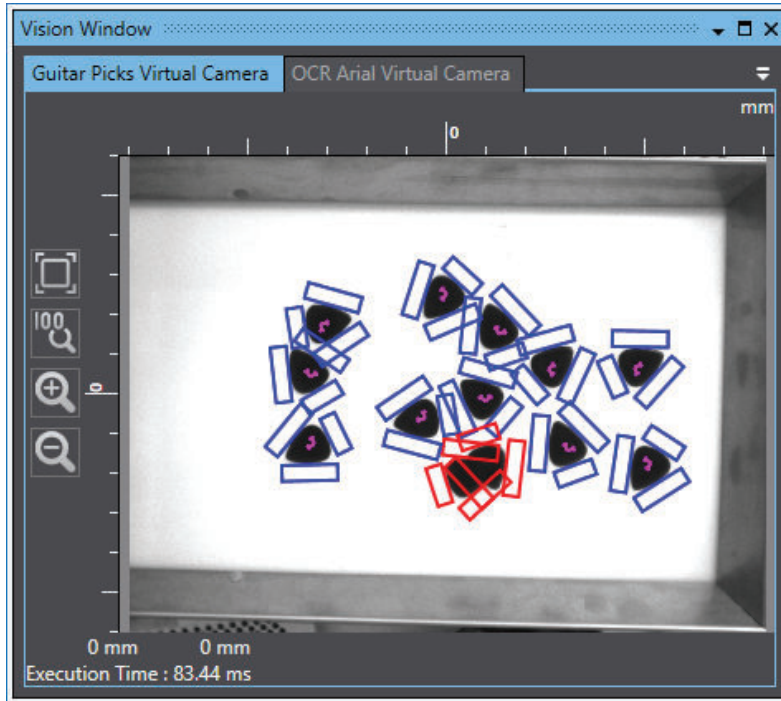 Vision Window
Guitar Picks Virtual Camera OCR Arial Virtual Camera
mm
0
100
0
0 mm 0 mm
Execution Time : 83.44 ms